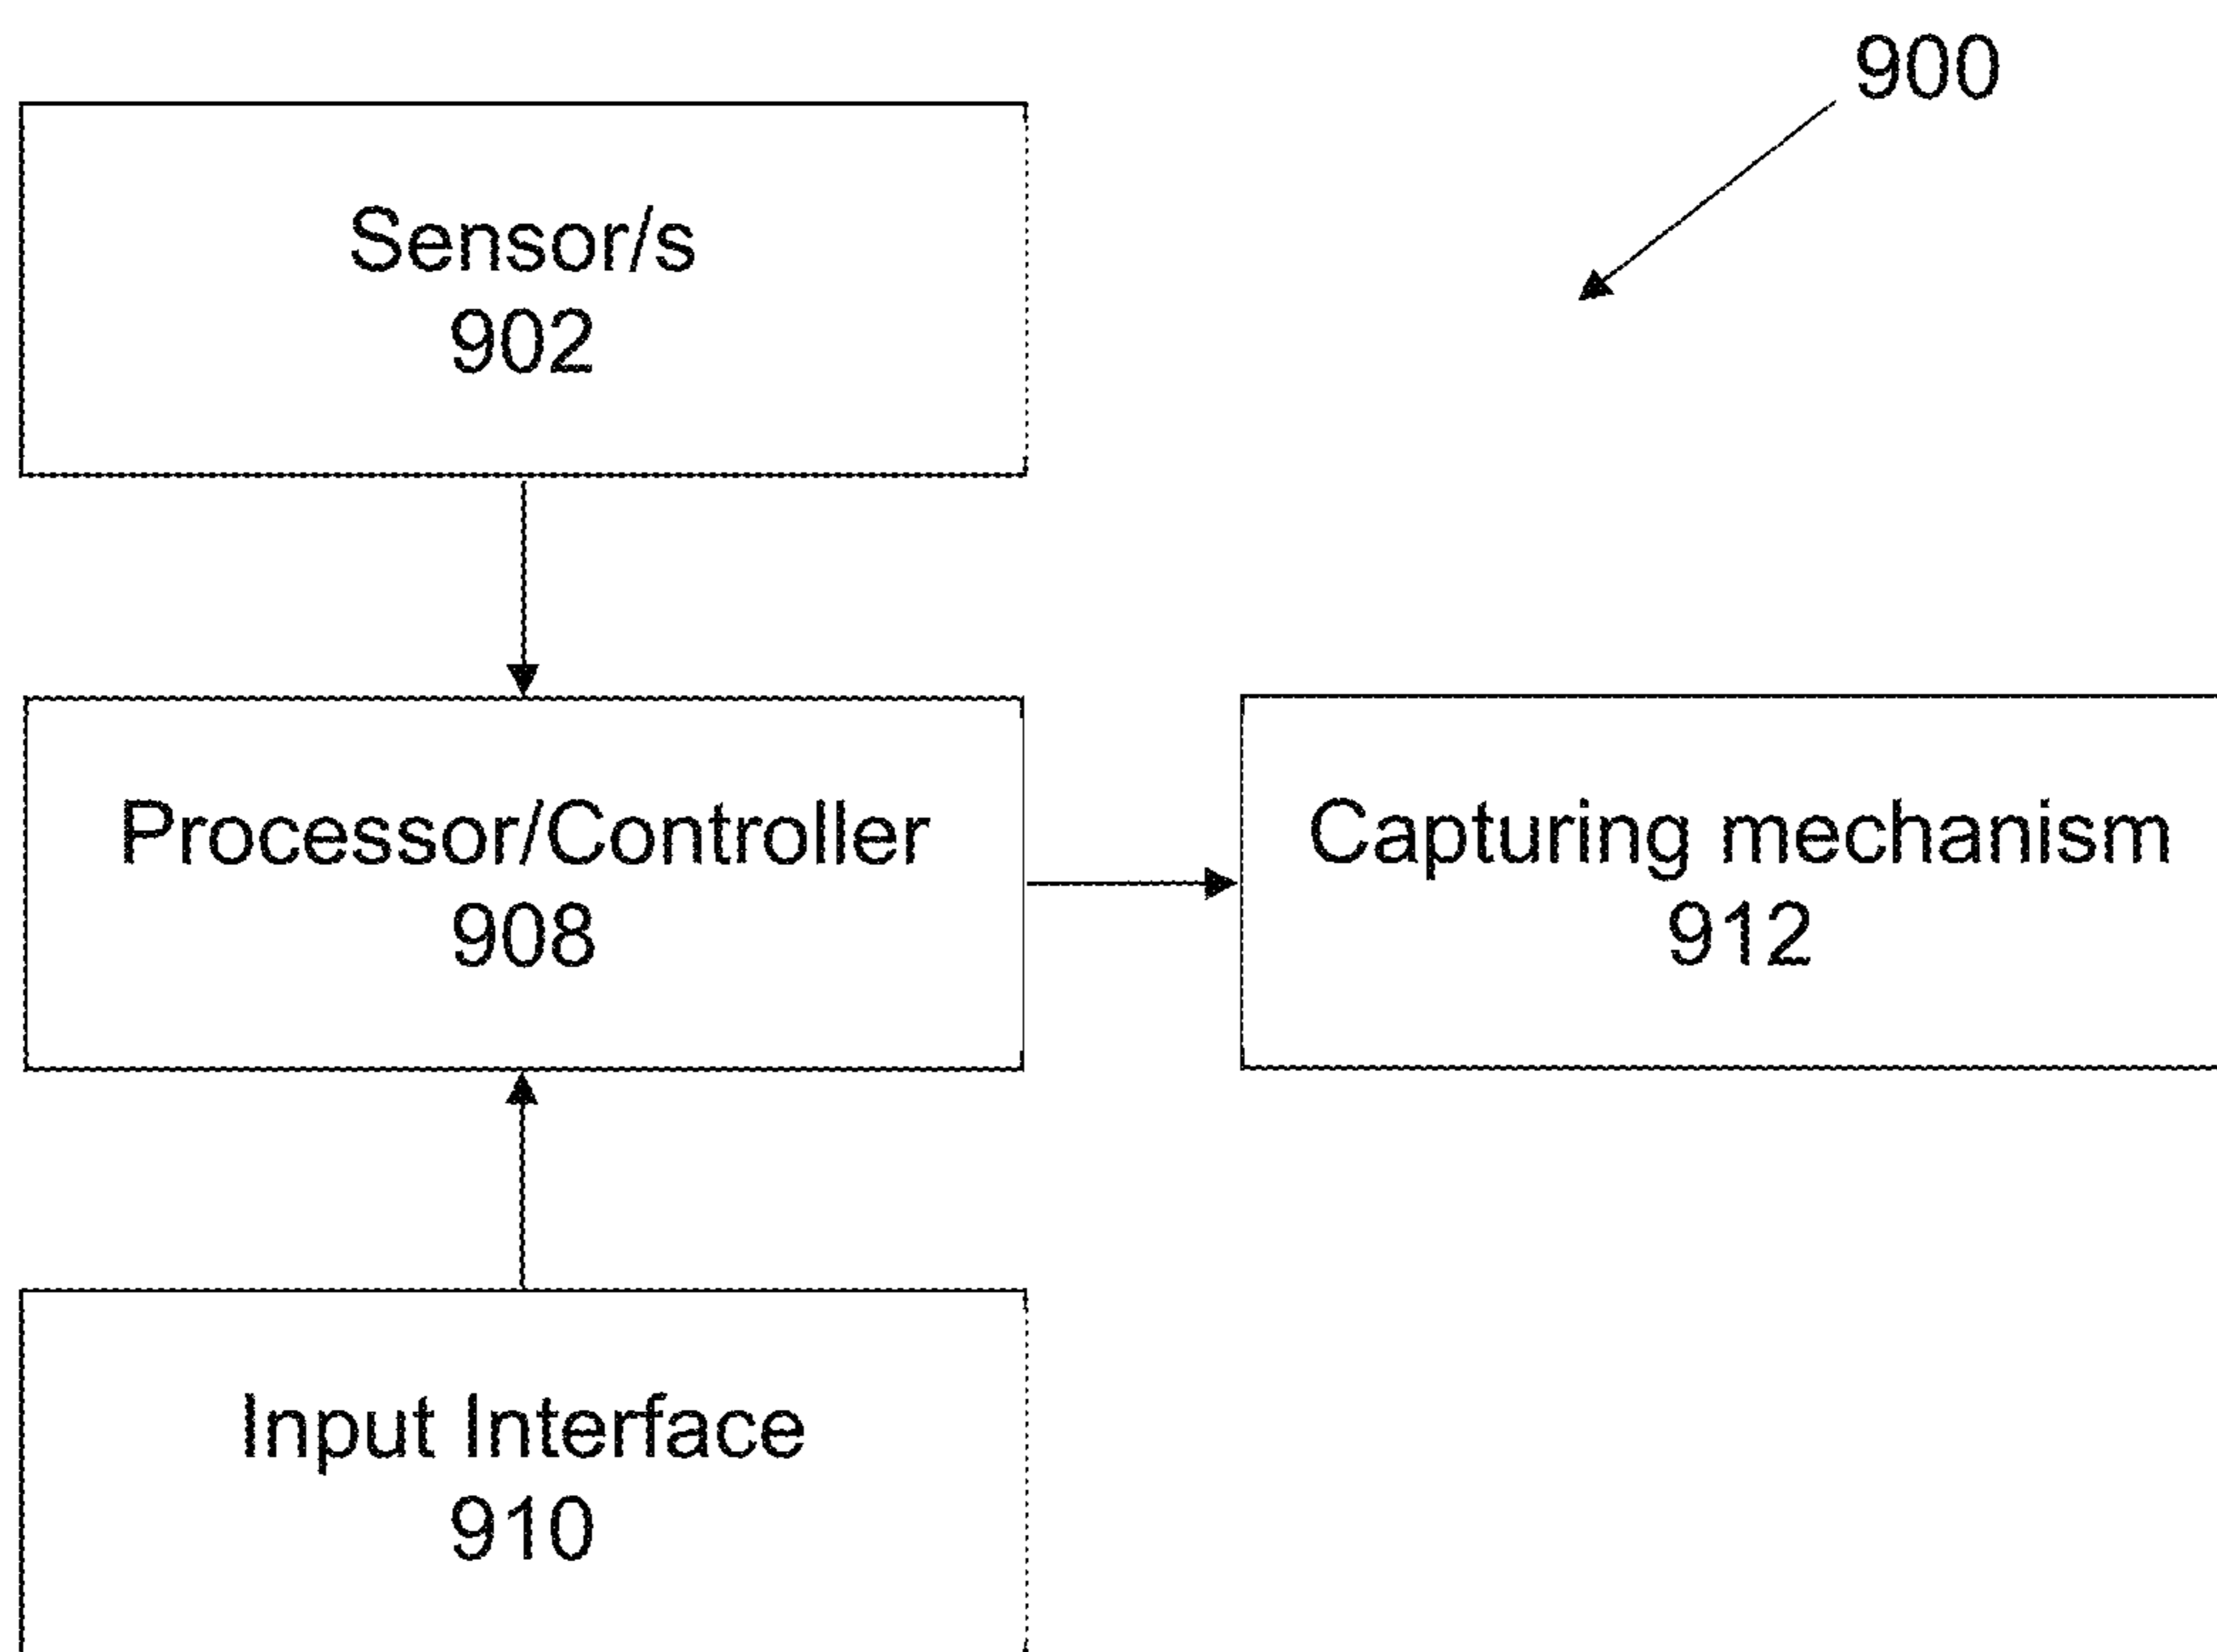 900
Sensor/s
902
Processor/Controller
908
Capturing mechanism
912
Input Interface
910